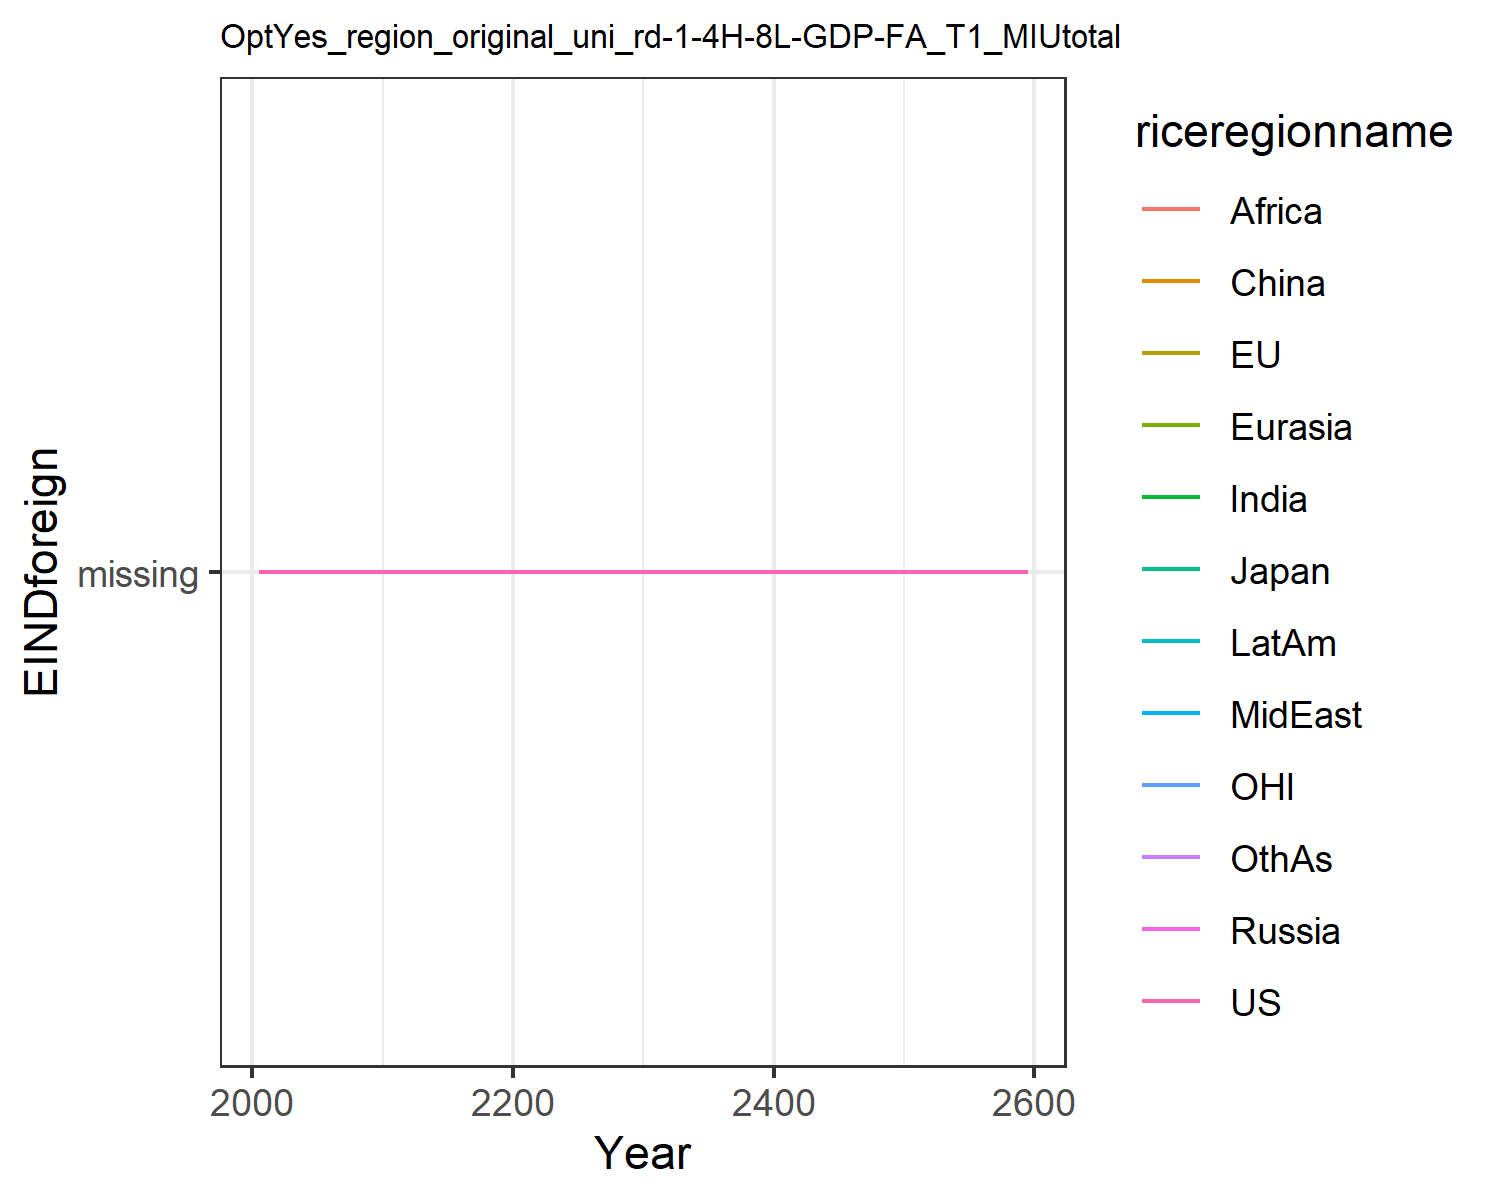 OptYes_region_original_uni_rd-1-4H-8L-GDP-FA_T1_MIUtotal
EINDforeign
missing
2000
2200
2400
2600
Year
riceregionname
Africa
China
EU
Eurasia
India
Japan
LatAm
MidEast
OHI
OthAs
Russia
US